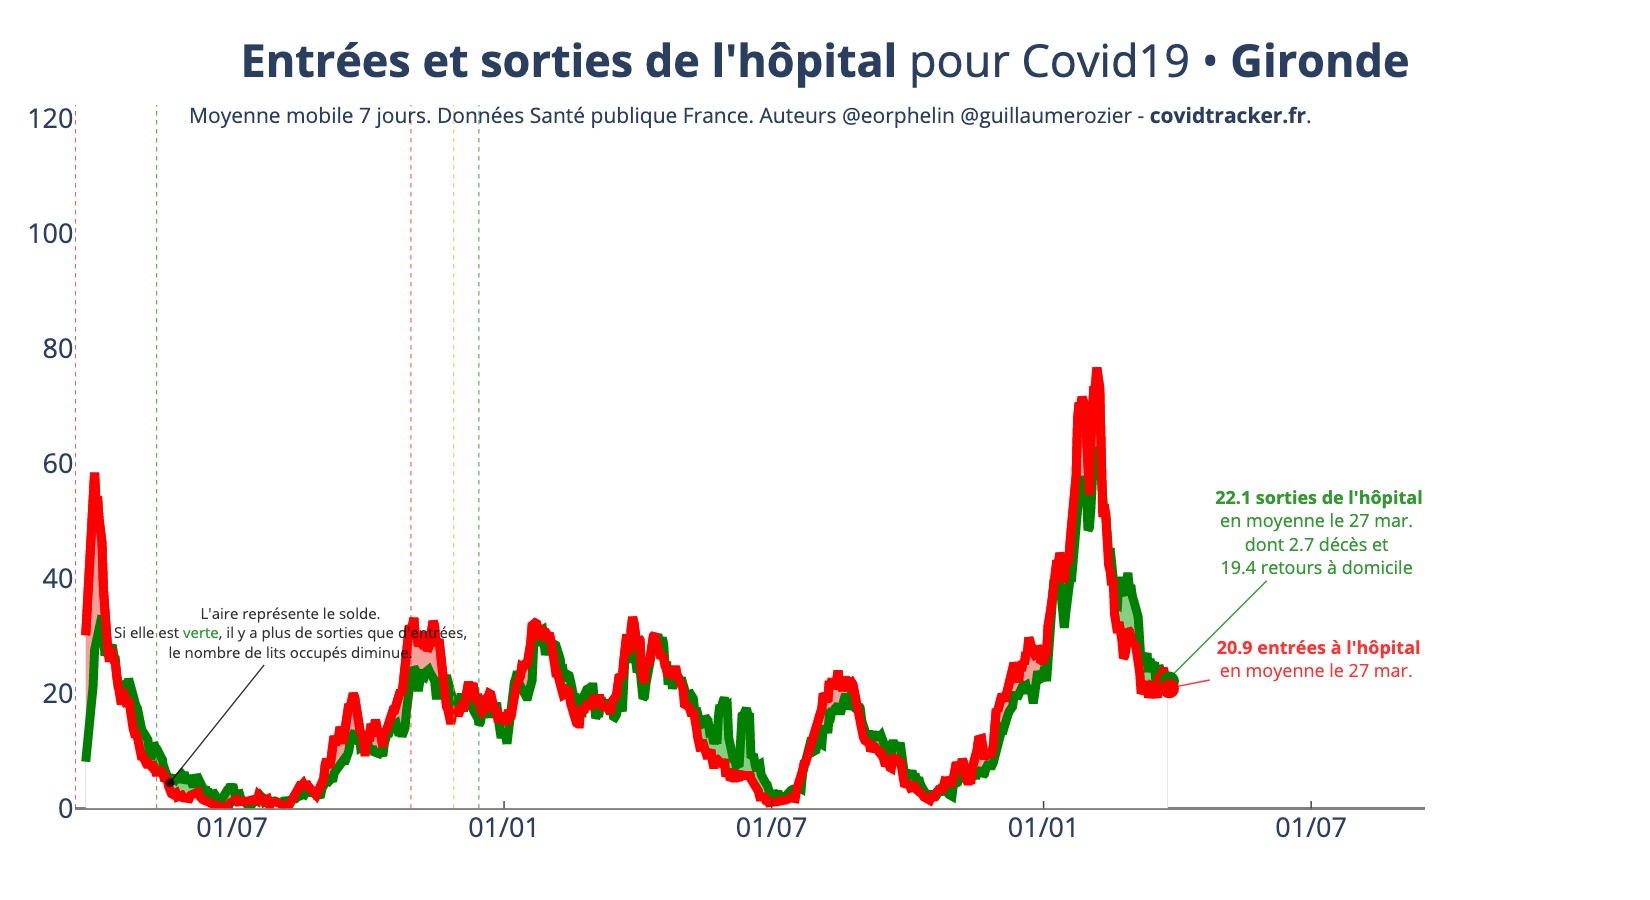 Entrées et sorties de l'hôpital pour Covid19 • Gironde
Moyenne mobile 7 jours. Données Santé publique France. Auteurs @eorphelin @guillaumerozier - covidtracker.fr.
120
100
80
60
40
20
0
L'aire représente le solde.
Si elle est verte, il y a plus de sorties que d'entrées,
le nombre de lits occupés diminue.
22.1 sorties de l'hôpital
en moyenne le 27 mar.
dont 2.7 décès et
19.4 retours à domicile
20.9 entrées à l'hôpital
en moyenne le 27 mar.
01/07
01/01
01/07
01/01
01/07